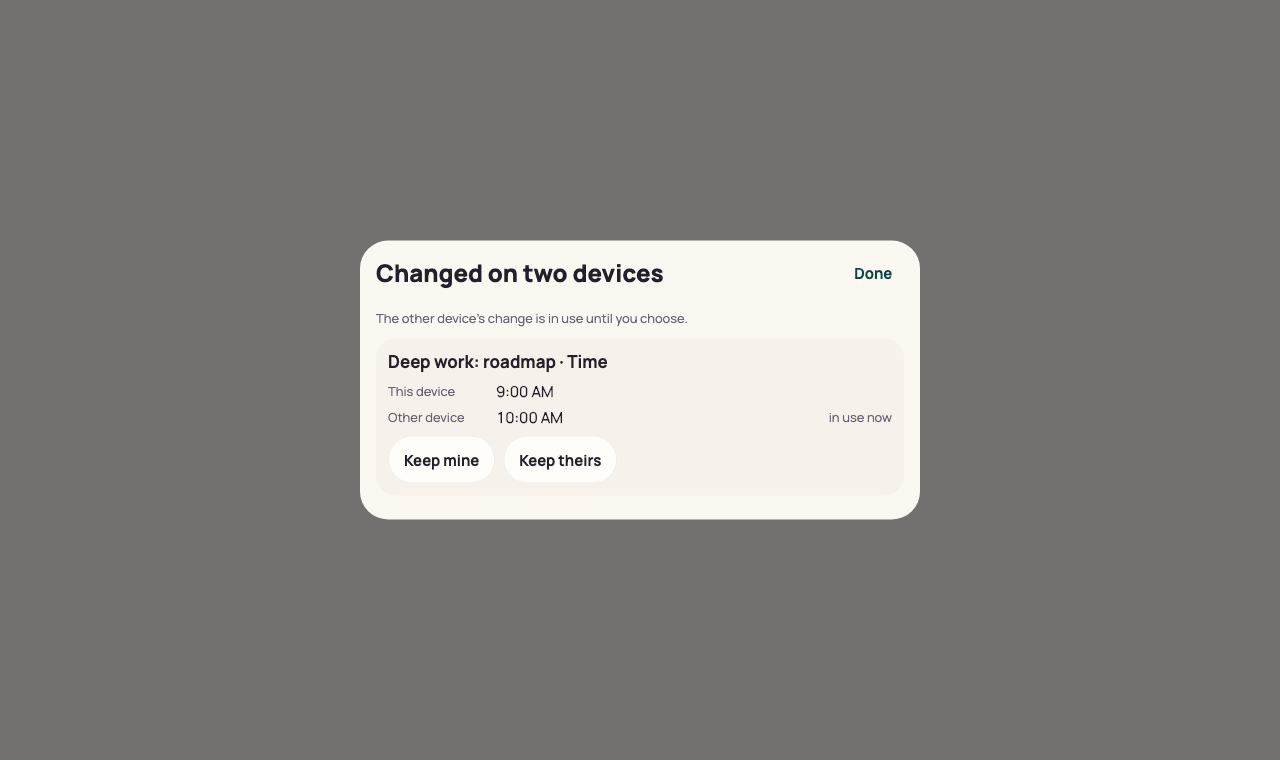 Changed on two devices
Done
The other device's change is in use until you choose.
Deep work: roadmap · Time
This device 9:00 AM
Other device 10:00 AM in use now
Keep mine Keep theirs